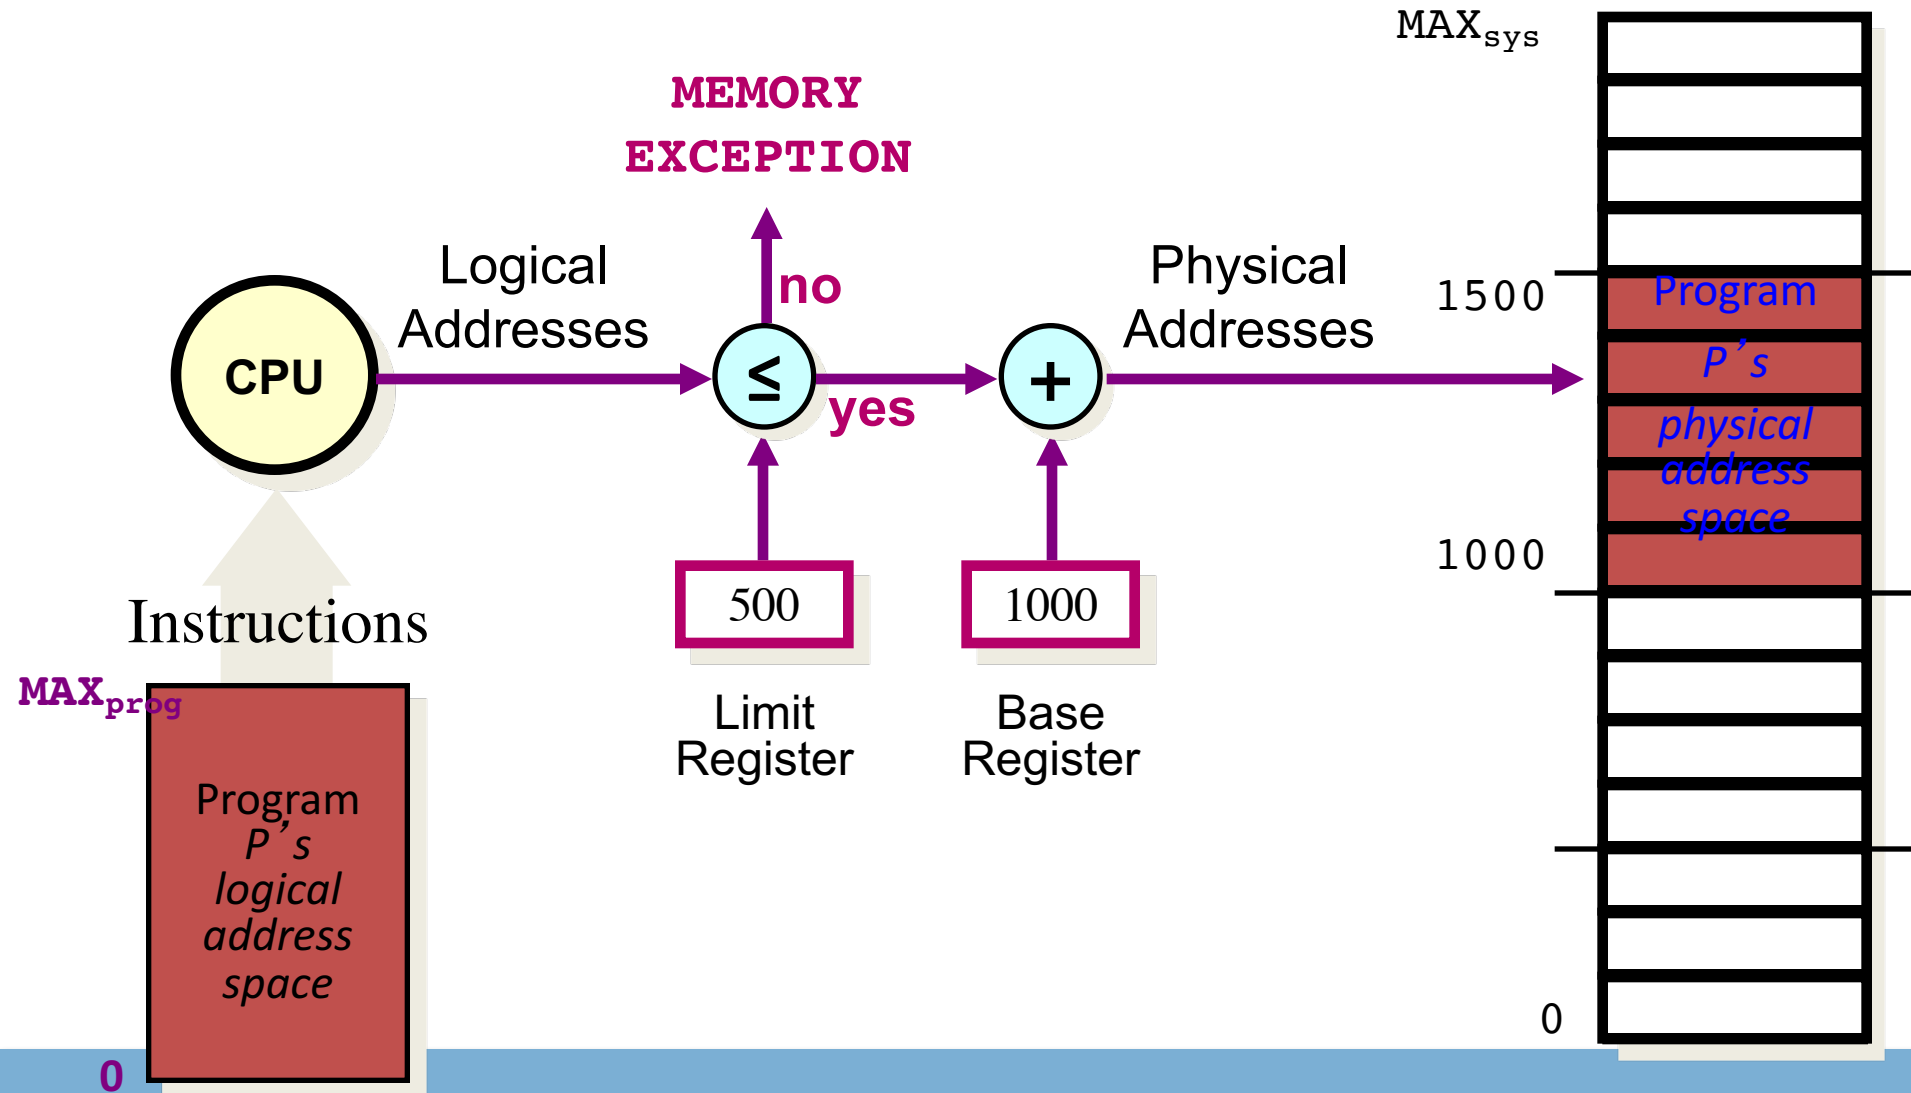 MAXsys
MEMORY
EXCEPTION
Logical
Addresses
no
Physical
Addresses
1500
Program
P's
physical
address
space
CPU
≤
yes
+
1000
500
1000
Instructions
Limit
Register
Base
Register
MAXprog
Program
P's
logical
address
space
0
0